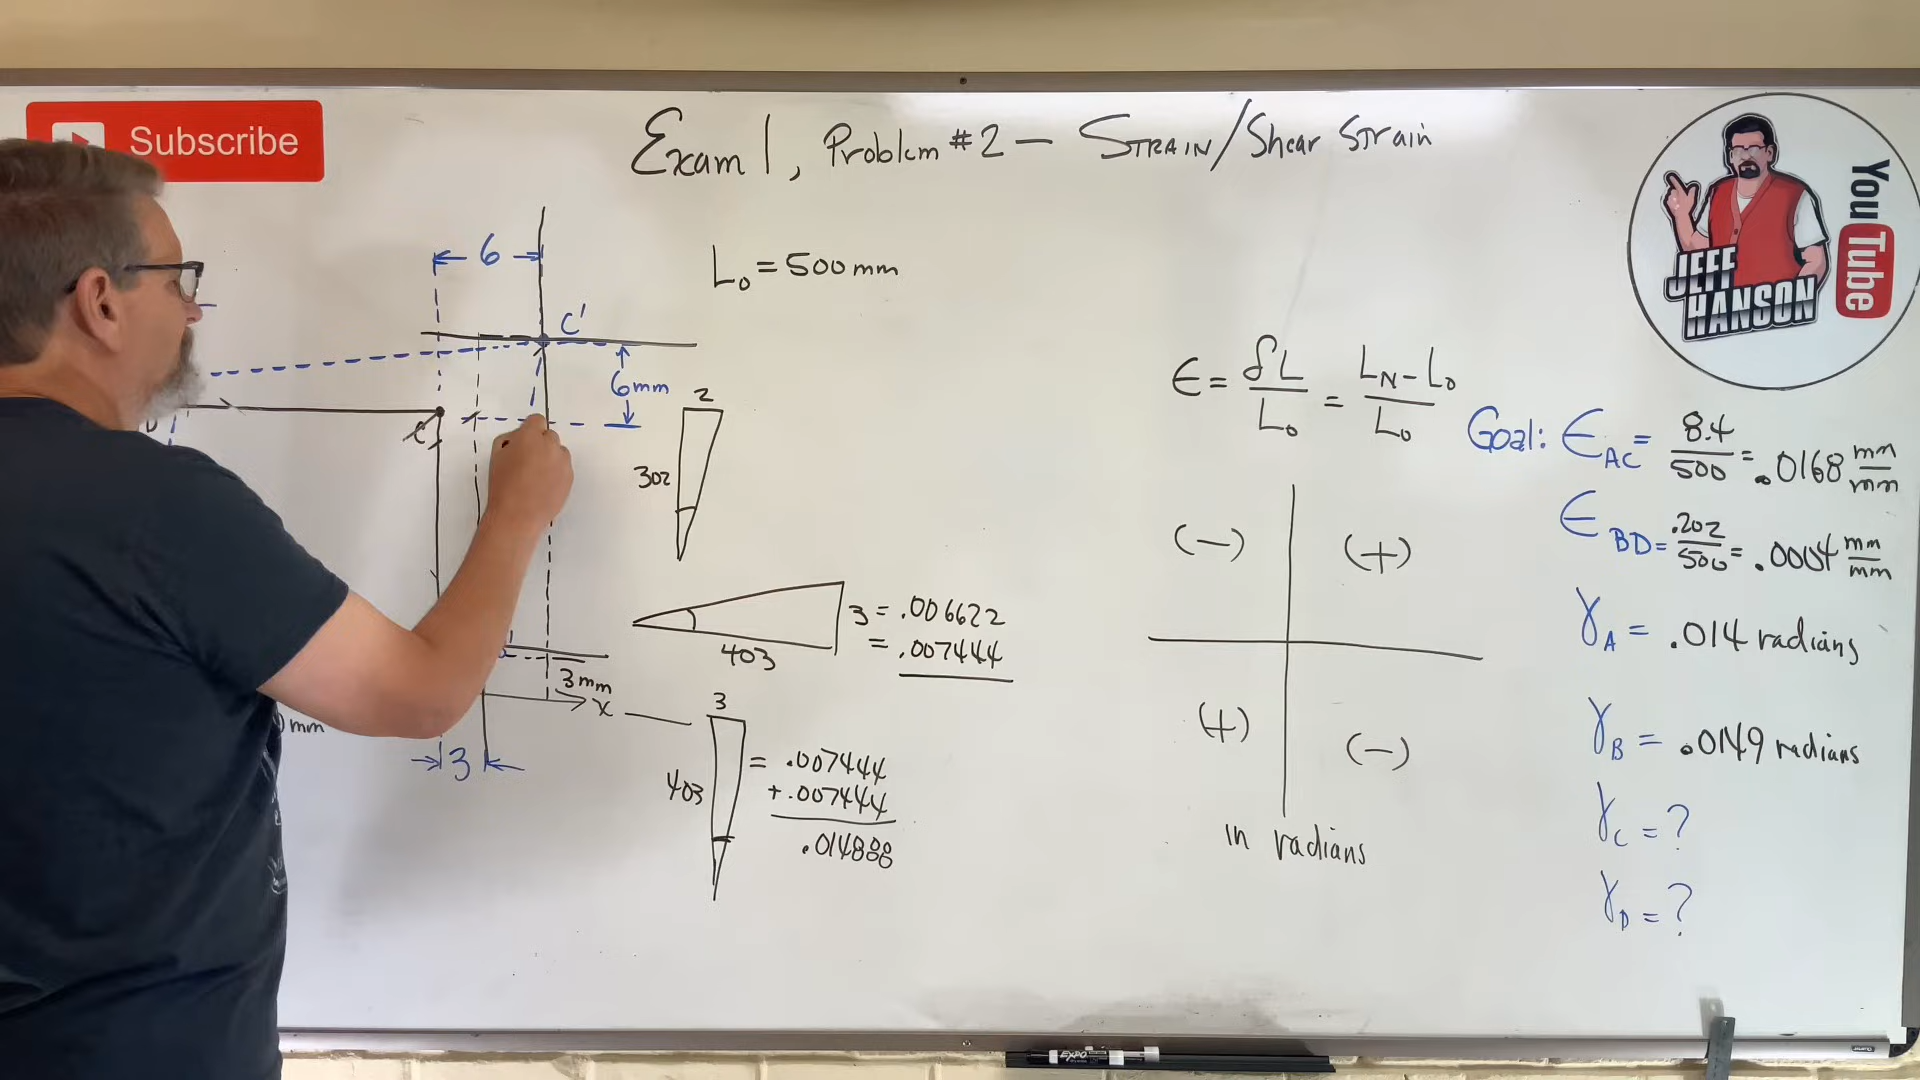 Subscribe
Exam 1, Problem #2 – STRAIN/Shear Strain
YouTube
JEFF
HANSON
6
C'
L₀ = 500mm
6mm
D
C
2
302
ϵ = δL/L₀ = (L_N - L₀)/L₀
Goal: ϵ_AC = 8.4/500 = .0168 mm/mm
ϵ_BD = .202/500 = .0004 mm/mm
(−) (+)
(+) (−)
in radians
3 = .006622
= .007444
403
3mm
x
mm
3
3
403
= .007444
+ .007444
.014888
γ_A = .014 radians
γ_B = .0149 radians
γ_C = ?
γ_D = ?
EXPO